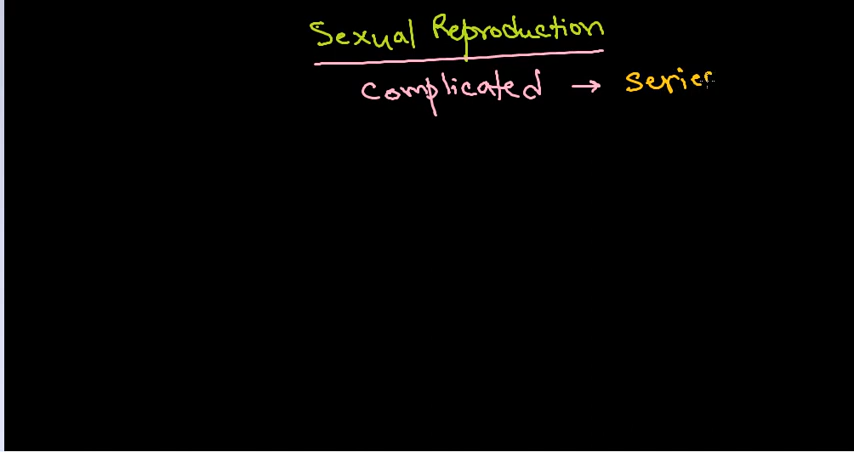 Sexual Reproduction
Complicated → Series